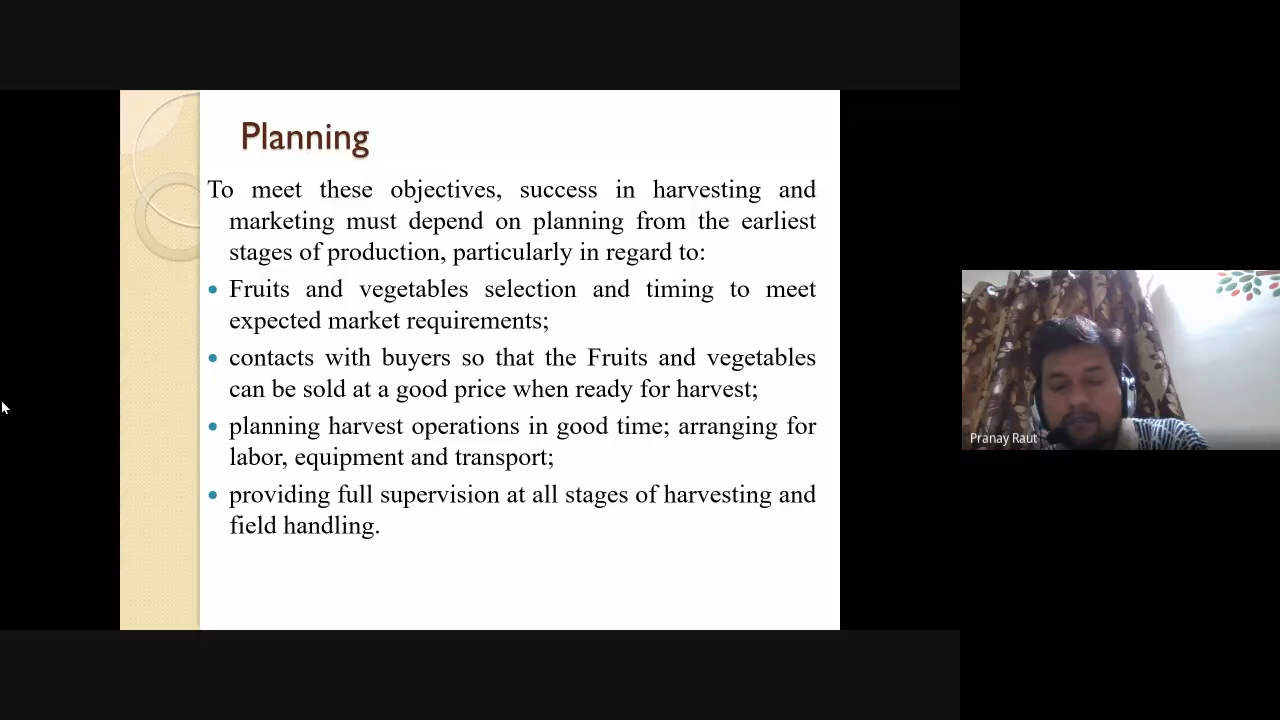 Planning
To meet these objectives, success in harvesting and
marketing must depend on planning from the earliest
stages of production, particularly in regard to:
Fruits and vegetables selection and timing to meet
expected market requirements;
contacts with buyers so that the Fruits and vegetables
can be sold at a good price when ready for harvest;
planning harvest operations in good time; arranging for
labor, equipment and transport;
providing full supervision at all stages of harvesting and
field handling.
Pranay Raut